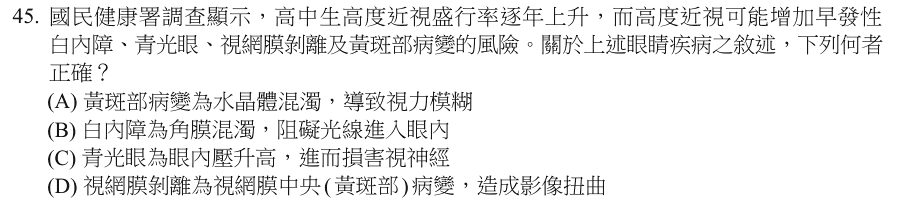 45. 國民健康署調查顯示，高中生高度近視盛行率逐年上升，而高度近視可能增加早發性
白內障、青光眼、視網膜剝離及黃斑部病變的風險。關於上述眼睛疾病之敘述，下列何者
正確？
(A) 黃斑部病變為水晶體混濁，導致視力模糊
(B) 白內障為角膜混濁，阻礙光線進入眼內
(C) 青光眼為眼內壓升高，進而損害視神經
(D) 視網膜剝離為視網膜中央(黃斑部)病變，造成影像扭曲